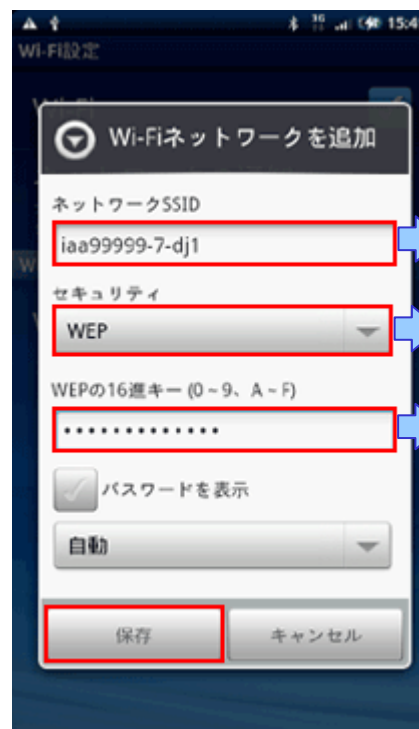 15:4
Wi-Fi設定
Wi-Fiネットワークを追加
ネットワークSSID
iaa99999-7-dj1
セキュリティ
WEP
WEPの16進キー (0～9、A～F)
•••••••••••••
パスワードを表示
自動
保存
キャンセル